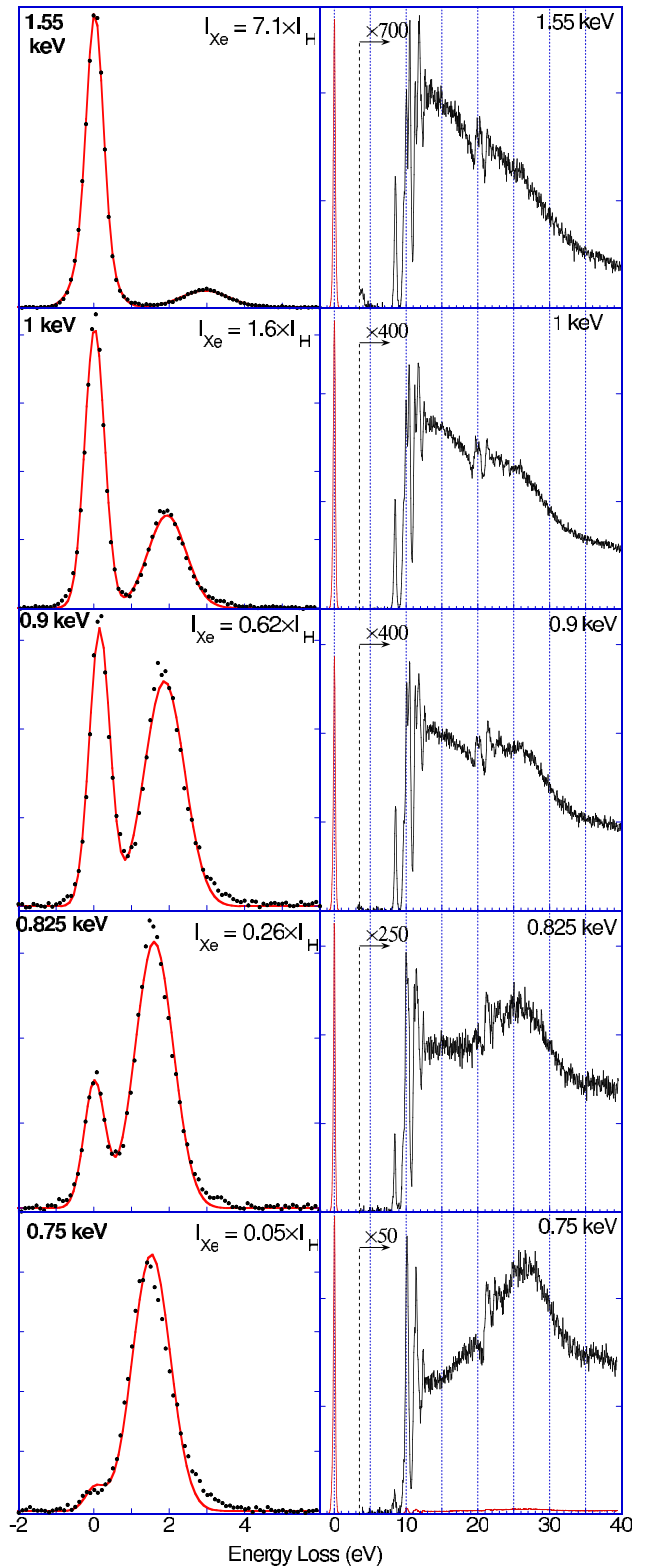 1.55 keV
I_Xe = 7.1×I_H
×700
1.55 keV
1 keV
I_Xe = 1.6×I_H
×400
1 keV
0.9 keV
I_Xe = 0.62×I_H
×400
0.9 keV
0.825 keV
I_Xe = 0.26×I_H
×250
0.825 keV
0.75 keV
I_Xe = 0.05×I_H
×50
0.75 keV
-2 0 2 4 0 10 20 30 40
Energy Loss (eV)